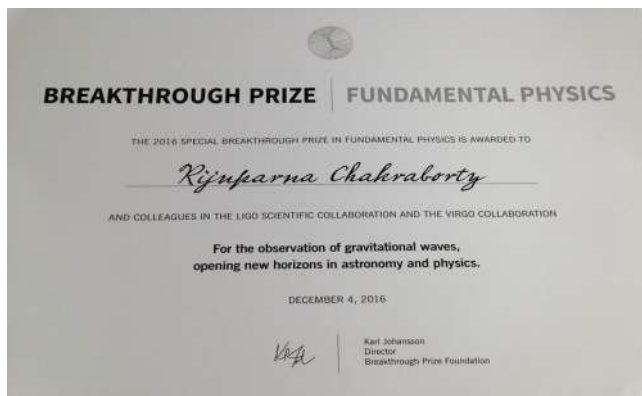 BREAKTHROUGH PRIZE | FUNDAMENTAL PHYSICS
THE 2016 SPECIAL BREAKTHROUGH PRIZE IN FUNDAMENTAL PHYSICS IS AWARDED TO
Rijuparna Chakraborty
AND COLLEAGUES IN THE LIGO SCIENTIFIC COLLABORATION AND THE VIRGO COLLABORATION
For the observation of gravitational waves,
opening new horizons in astronomy and physics.
DECEMBER 4, 2016
Karl Johansson
Director
Breakthrough Prize Foundation